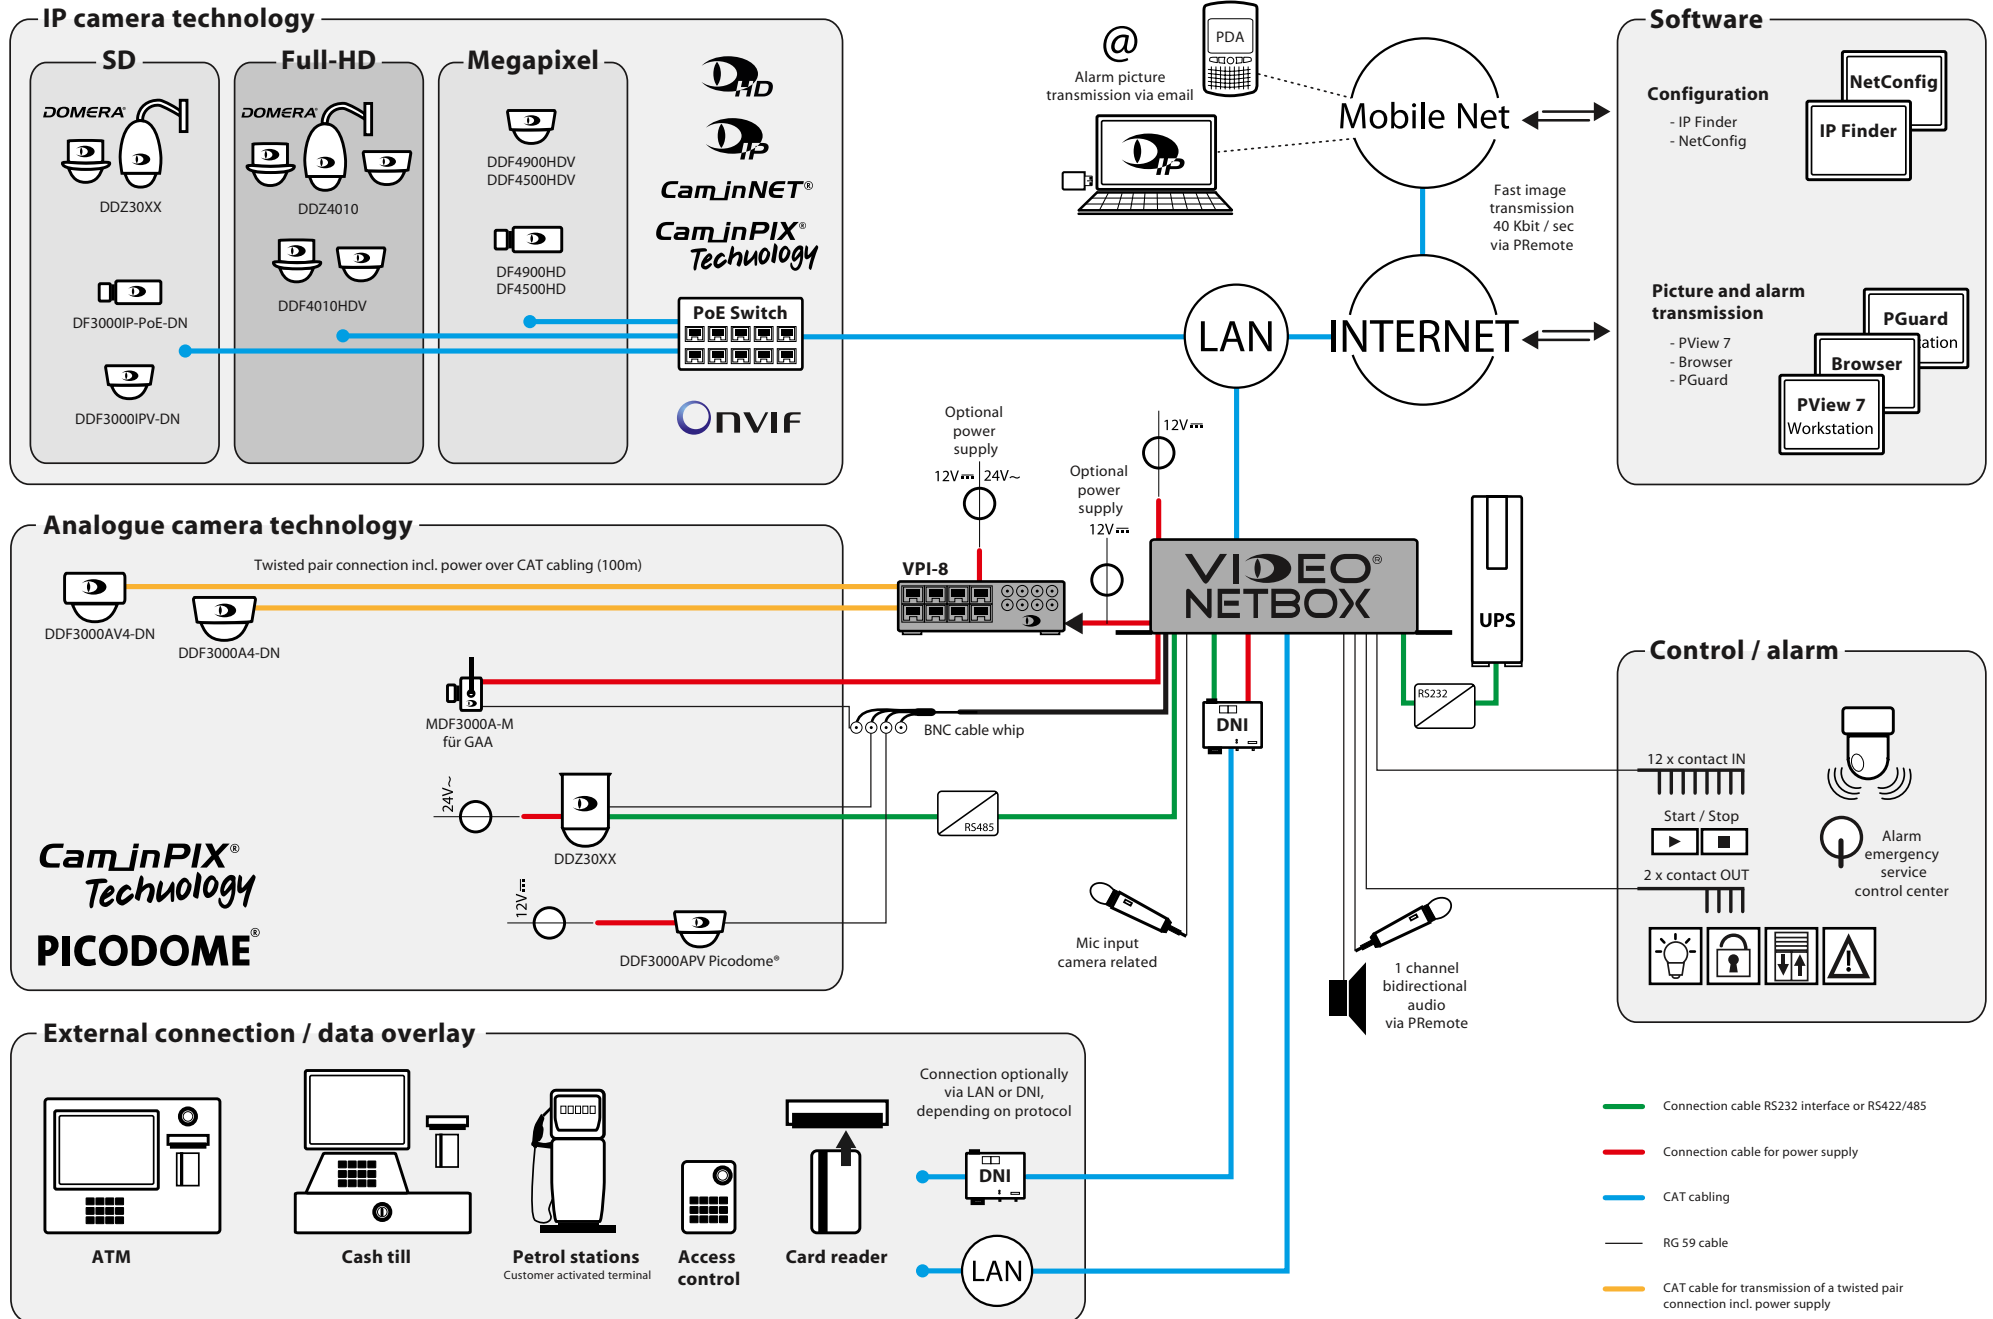 IP camera technology
SD
DOMERA®
DDZ30XX
DF3000IP-PoE-DN
DDF3000IPV-DN
Full-HD
DOMERA®
DDZ4010
DDF4010HDV
Megapixel
DDF4900HDV
DDF4500HDV
DF4900HD
DF4500HD
HD
IP
Cam_inNET®
Cam_inPIX®
Technology
PoE Switch
ONVIF
@
Alarm picture
transmission via email
PDA
IP
Mobile Net
Fast image
transmission
40 Kbit / sec
via PRemote
LAN
INTERNET
Software
Configuration
- IP Finder
- NetConfig
NetConfig
IP Finder
Picture and alarm
transmission
- PView 7
- Browser
- PGuard
PGuard
ation
Browser
PView 7
Workstation
Analogue camera technology
Twisted pair connection incl. power over CAT cabling (100m)
DDF3000AV4-DN
DDF3000A4-DN
MDF3000A-M
für GAA
24V~
DDZ30XX
12V
DDF3000APV Picodome®
Cam_inPIX®
Technology
PICODOME®
Optional
power
supply
12V 24V~
VPI-8
Optional
power
supply
12V
12V
VIDEO®
NETBOX
UPS
RS232
DNI
BNC cable whip
RS485
Mic input
camera related
1 channel
bidirectional
audio
via PRemote
Control / alarm
12 x contact IN
Start / Stop
2 x contact OUT
Alarm
emergency
service
control center
External connection / data overlay
ATM
Cash till
Petrol stations
Customer activated terminal
Access
control
Card reader
Connection optionally
via LAN or DNI,
depending on protocol
DNI
LAN
Connection cable RS232 interface or RS422/485
Connection cable for power supply
CAT cabling
RG 59 cable
CAT cable for transmission of a twisted pair
connection incl. power supply